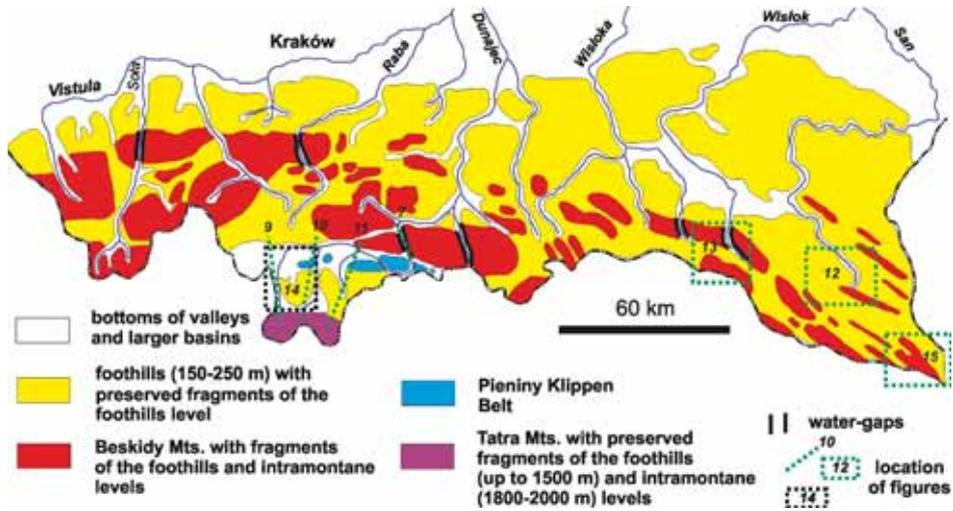 Kraków
Vistula
Soła
Raba
Dunajec
Wisłoka
Wisłok
San
9
10
11
7
14
13
12
15
60 km
bottoms of valleys
and larger basins
foothills (150-250 m) with
preserved fragments of the
foothills level
Beskidy Mts. with fragments
of the foothills and intramontane
levels
Pieniny Klippen
Belt
Tatra Mts. with preserved
fragments of the foothills
(up to 1500 m) and intramontane
(1800-2000 m) levels
water-gaps
10
12
14
location
of figures